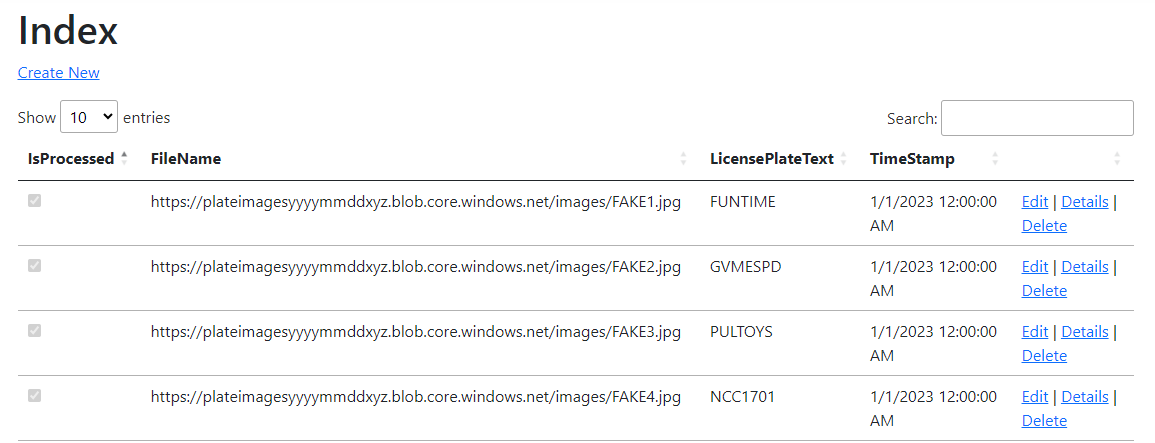 Index
Create New
Show 10 entries
Search:
IsProcessed FileName LicensePlateText TimeStamp
https://plateimagesyyyymmddxyz.blob.core.windows.net/images/FAKE1.jpg FUNTIME 1/1/2023 12:00:00 Edit | Details |
AM Delete
https://plateimagesyyyymmddxyz.blob.core.windows.net/images/FAKE2.jpg GVMESPD 1/1/2023 12:00:00 Edit | Details |
AM Delete
https://plateimagesyyyymmddxyz.blob.core.windows.net/images/FAKE3.jpg PULTOYS 1/1/2023 12:00:00 Edit | Details |
AM Delete
https://plateimagesyyyymmddxyz.blob.core.windows.net/images/FAKE4.jpg NCC1701 1/1/2023 12:00:00 Edit | Details |
AM Delete